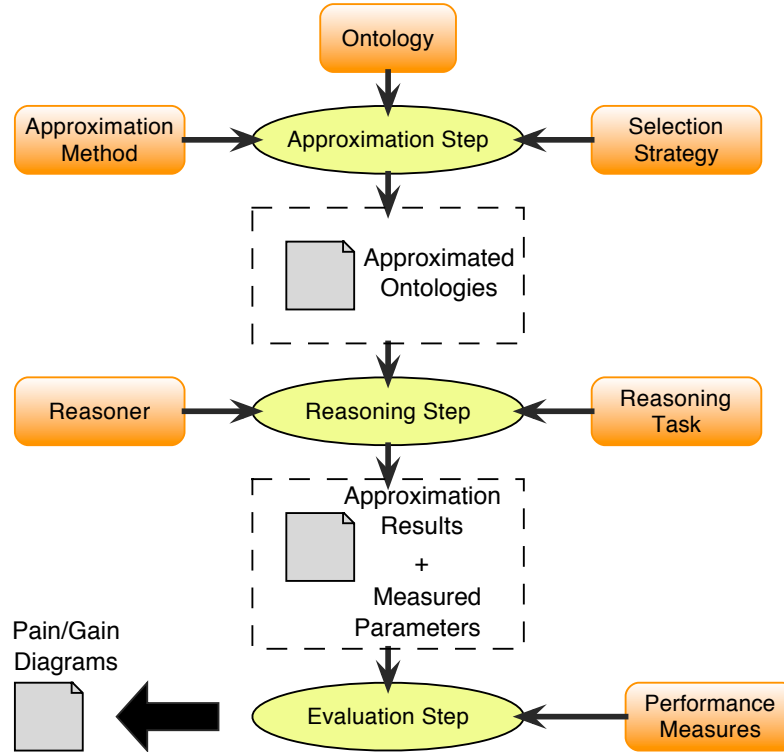 Ontology
Approximation
Method
Approximation Step
Selection
Strategy
Approximated
Ontologies
Reasoner
Reasoning Step
Reasoning
Task
Approximation
Results
+
Measured
Parameters
Pain/Gain
Diagrams
Evaluation Step
Performance
Measures